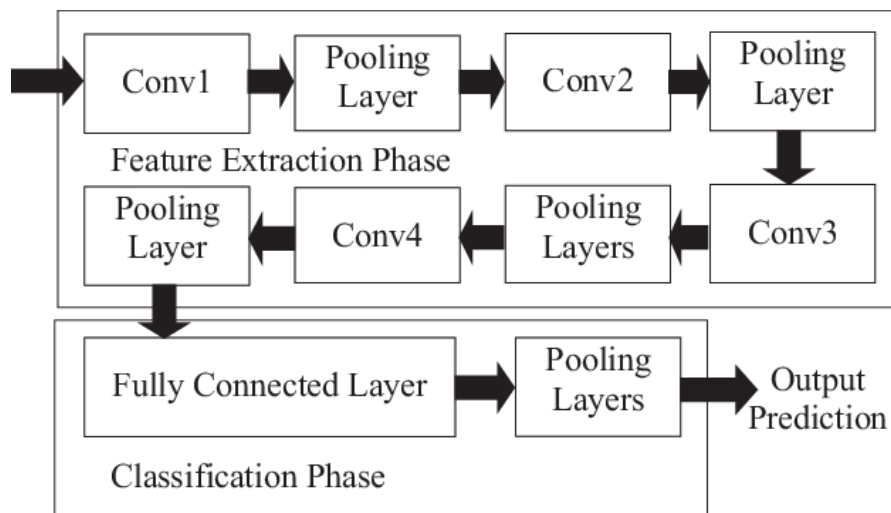 Conv1
Pooling
Layer
Conv2
Pooling
Layer
Feature Extraction Phase
Pooling
Layer
Conv4
Pooling
Layers
Conv3
Fully Connected Layer
Pooling
Layers
Output
Prediction
Classification Phase